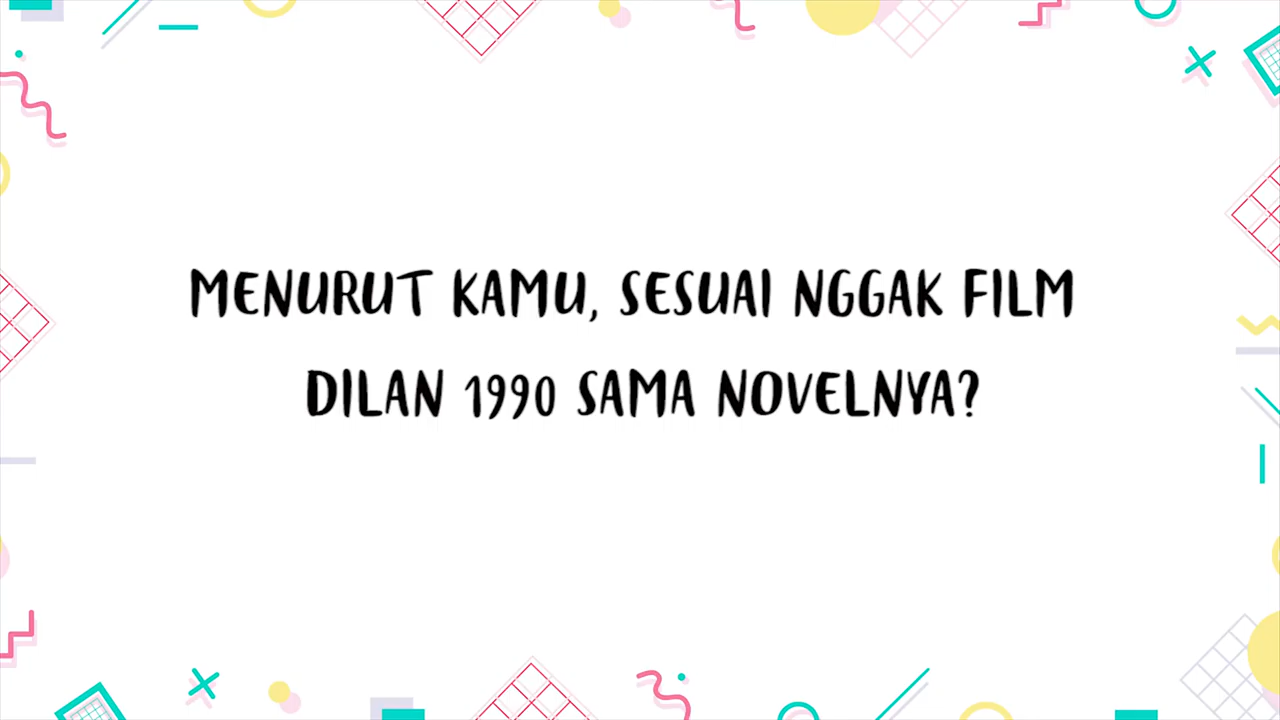 MENURUT KAMU, SESUAI NGGAK FILM
DILAN 1990 SAMA NOVELNYA?